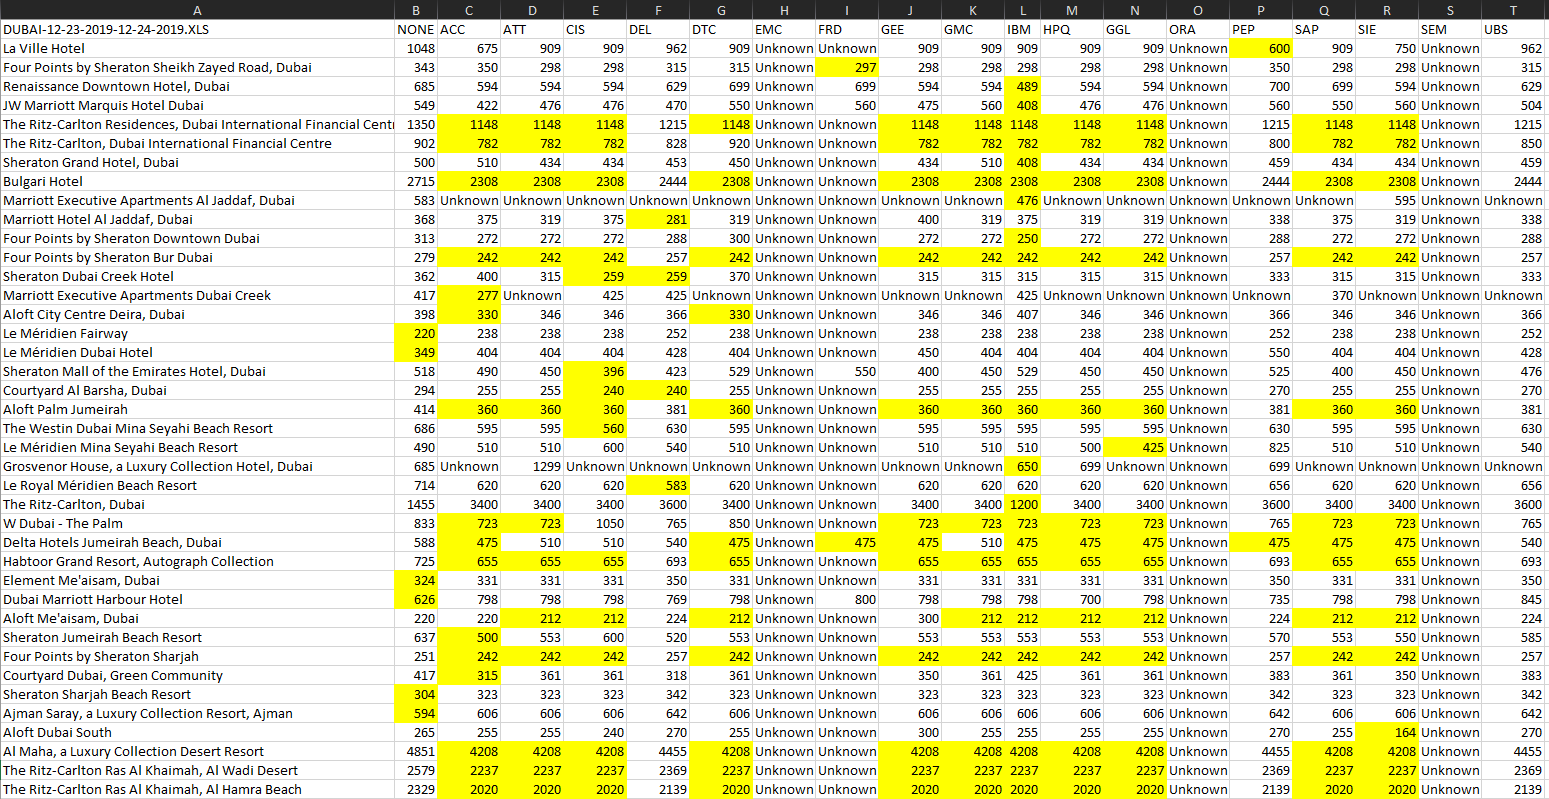 A B C D E F G H I J K L M N O P Q R S T
DUBAI-12-23-2019-12-24-2019.XLS NONE ACC ATT CIS DEL DTC EMC FRD GEE GMC IBM HPQ GGL ORA PEP SAP SIE SEM UBS
La Ville Hotel 1048 675 909 909 962 909 Unknown Unknown 909 909 909 909 909 Unknown 600 909 750 Unknown 962
Four Points by Sheraton Sheikh Zayed Road, Dubai 343 350 298 298 315 315 Unknown 297 298 298 298 298 298 Unknown 350 298 298 Unknown 315
Renaissance Downtown Hotel, Dubai 685 594 594 594 629 699 Unknown 699 594 594 489 594 594 Unknown 700 699 594 Unknown 629
JW Marriott Marquis Hotel Dubai 549 422 476 476 470 550 Unknown 560 475 560 408 476 476 Unknown 560 550 560 Unknown 504
The Ritz-Carlton Residences, Dubai International Financial Cent 1350 1148 1148 1148 1215 1148 Unknown Unknown 1148 1148 1148 1148 1148 Unknown 1215 1148 1148 Unknown 1215
The Ritz-Carlton, Dubai International Financial Centre 902 782 782 782 828 920 Unknown Unknown 782 782 782 782 782 Unknown 800 782 782 Unknown 850
Sheraton Grand Hotel, Dubai 500 510 434 434 453 450 Unknown Unknown 434 510 408 434 434 Unknown 459 434 434 Unknown 459
Bulgari Hotel 2715 2308 2308 2308 2444 2308 Unknown Unknown 2308 2308 2308 2308 2308 Unknown 2444 2308 2308 Unknown 2444
Marriott Executive Apartments Al Jaddaf, Dubai 583 Unknown Unknown Unknown Unknown Unknown Unknown Unknown Unknown Unknown 476 Unknown Unknown Unknown Unknown Unknown 595 Unknown Unknown
Marriott Hotel Al Jaddaf, Dubai 368 375 319 375 281 319 Unknown Unknown 400 319 375 319 319 Unknown 338 375 319 Unknown 338
Four Points by Sheraton Downtown Dubai 313 272 272 272 288 300 Unknown Unknown 272 272 250 272 272 Unknown 288 272 272 Unknown 288
Four Points by Sheraton Bur Dubai 279 242 242 242 257 242 Unknown Unknown 242 242 242 242 242 Unknown 257 242 242 Unknown 257
Sheraton Dubai Creek Hotel 362 400 315 259 259 370 Unknown Unknown 315 315 315 315 315 Unknown 333 315 315 Unknown 333
Marriott Executive Apartments Dubai Creek 417 277 Unknown 425 425 Unknown Unknown Unknown Unknown Unknown 425 Unknown Unknown Unknown Unknown 370 Unknown Unknown Unknown
Aloft City Centre Deira, Dubai 398 330 346 346 366 330 Unknown Unknown 346 346 407 346 346 Unknown 366 346 346 Unknown 366
Le Méridien Fairway 220 238 238 238 252 238 Unknown Unknown 238 238 238 238 238 Unknown 252 238 238 Unknown 252
Le Méridien Dubai Hotel 349 404 404 404 428 404 Unknown Unknown 450 404 404 404 404 Unknown 550 404 404 Unknown 428
Sheraton Mall of the Emirates Hotel, Dubai 518 490 450 396 423 529 Unknown 550 400 450 529 450 450 Unknown 525 400 450 Unknown 476
Courtyard Al Barsha, Dubai 294 255 255 240 240 255 Unknown Unknown 255 255 255 255 255 Unknown 270 255 255 Unknown 270
Aloft Palm Jumeirah 414 360 360 360 381 360 Unknown Unknown 360 360 360 360 360 Unknown 381 360 360 Unknown 381
The Westin Dubai Mina Seyahi Beach Resort 686 595 595 560 630 595 Unknown Unknown 595 595 595 595 595 Unknown 630 595 595 Unknown 630
Le Méridien Mina Seyahi Beach Resort 490 510 510 600 540 510 Unknown Unknown 510 510 510 500 425 Unknown 825 510 510 Unknown 540
Grosvenor House, a Luxury Collection Hotel, Dubai 685 Unknown 1299 Unknown Unknown Unknown Unknown Unknown Unknown Unknown 650 699 Unknown Unknown 699 Unknown Unknown Unknown Unknown
Le Royal Méridien Beach Resort 714 620 620 620 583 620 Unknown Unknown 620 620 620 620 620 Unknown 656 620 620 Unknown 656
The Ritz-Carlton, Dubai 1455 3400 3400 3400 3600 3400 Unknown Unknown 3400 3400 1200 3400 3400 Unknown 3600 3400 3400 Unknown 3600
W Dubai - The Palm 833 723 723 1050 765 850 Unknown Unknown 723 723 723 723 723 Unknown 765 723 723 Unknown 765
Delta Hotels Jumeirah Beach, Dubai 588 475 510 510 540 475 Unknown 475 475 510 475 475 475 Unknown 475 475 475 Unknown 540
Habtoor Grand Resort, Autograph Collection 725 655 655 655 693 655 Unknown Unknown 655 655 655 655 655 Unknown 693 655 655 Unknown 693
Element Me'aisam, Dubai 324 331 331 331 350 331 Unknown Unknown 331 331 331 331 331 Unknown 350 331 331 Unknown 350
Dubai Marriott Harbour Hotel 626 798 798 798 769 798 Unknown 800 798 798 798 700 798 Unknown 735 798 798 Unknown 845
Aloft Me'aisam, Dubai 220 220 212 212 224 212 Unknown Unknown 300 212 212 212 212 Unknown 224 212 212 Unknown 224
Sheraton Jumeirah Beach Resort 637 500 553 600 520 553 Unknown Unknown 553 553 553 553 553 Unknown 570 553 550 Unknown 585
Four Points by Sheraton Sharjah 251 242 242 242 257 242 Unknown Unknown 242 242 242 242 242 Unknown 257 242 242 Unknown 257
Courtyard Dubai, Green Community 417 315 361 361 318 361 Unknown Unknown 350 361 425 361 361 Unknown 383 361 350 Unknown 383
Sheraton Sharjah Beach Resort 304 323 323 323 342 323 Unknown Unknown 323 323 323 323 323 Unknown 342 323 323 Unknown 342
Ajman Saray, a Luxury Collection Resort, Ajman 594 606 606 606 642 606 Unknown Unknown 606 606 606 606 606 Unknown 642 606 606 Unknown 642
Aloft Dubai South 265 255 255 240 270 255 Unknown Unknown 300 255 255 255 255 Unknown 270 255 164 Unknown 270
Al Maha, a Luxury Collection Desert Resort 4851 4208 4208 4208 4455 4208 Unknown Unknown 4208 4208 4208 4208 4208 Unknown 4455 4208 4208 Unknown 4455
The Ritz-Carlton Ras Al Khaimah, Al Wadi Desert 2579 2237 2237 2237 2369 2237 Unknown Unknown 2237 2237 2237 2237 2237 Unknown 2369 2237 2237 Unknown 2369
The Ritz-Carlton Ras Al Khaimah, Al Hamra Beach 2329 2020 2020 2020 2139 2020 Unknown Unknown 2020 2020 2020 2020 2020 Unknown 2139 2020 2020 Unknown 2139